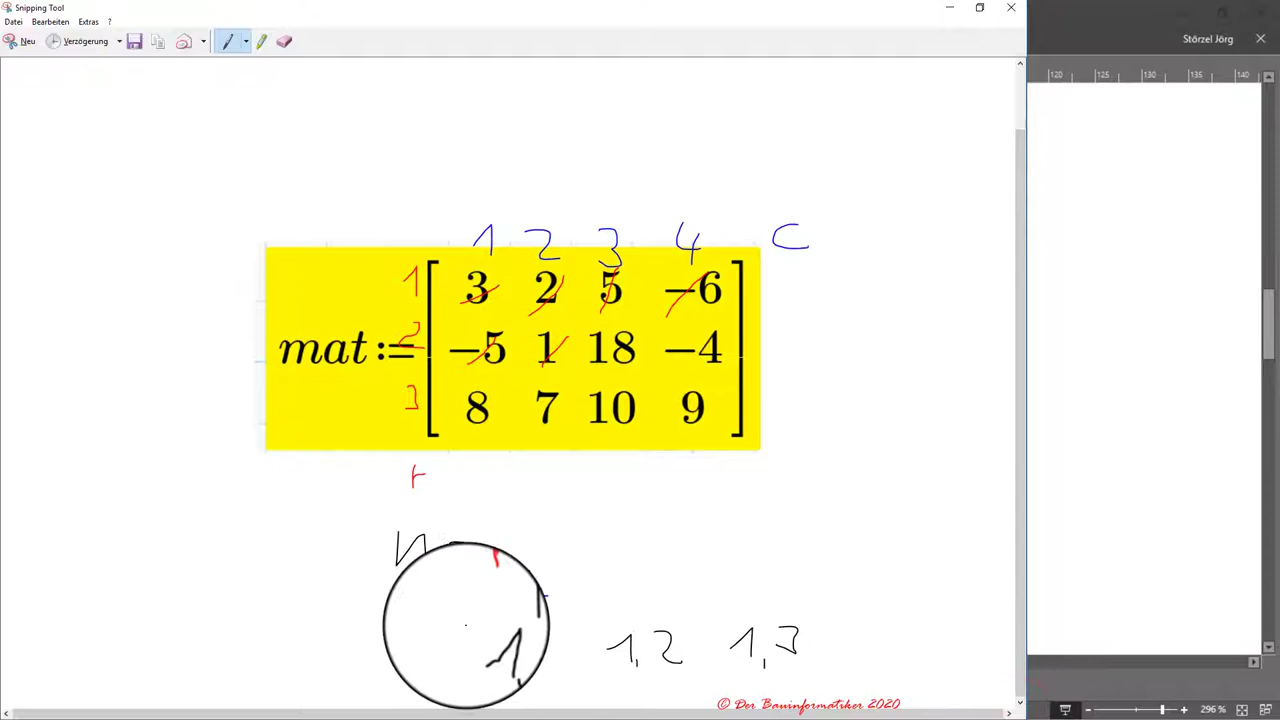 Snipping Tool
Störzel Jörg
Datei Bearbeiten Extras ?
Neu Verzögerung
120 125 130 135 140
1 2 3 4 C
1 3 2 5 −6
mat := 2 −5 1 18 −4
3 8 7 10 9
r
1, 1,2 1,3
© Der Bauinformatiker 2020
296 %